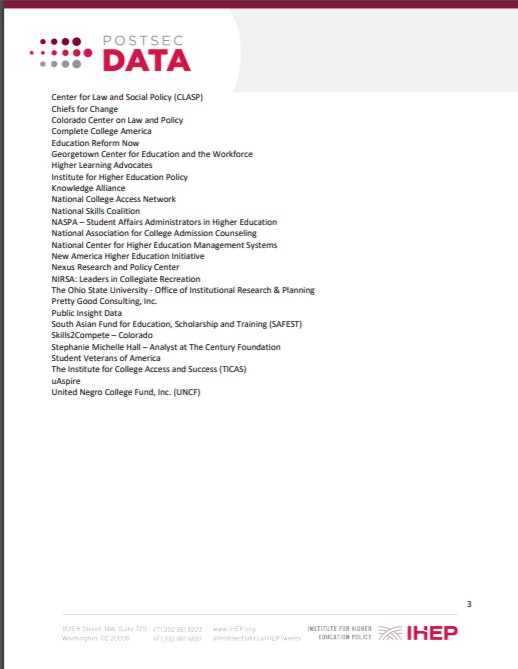 POSTSEC
DATA
Center for Law and Social Policy (CLASP)
Chiefs for Change
Colorado Center on Law and Policy
Complete College America
Education Reform Now
Georgetown Center for Education and the Workforce
Higher Learning Advocates
Institute for Higher Education Policy
Knowledge Alliance
National College Access Network
National Skills Coalition
NASPA – Student Affairs Administrators in Higher Education
National Association for College Admission Counseling
National Center for Higher Education Management Systems
New America Higher Education Initiative
Nexus Research and Policy Center
NIRSA: Leaders in Collegiate Recreation
The Ohio State University - Office of Institutional Research & Planning
Pretty Good Consulting, Inc.
Public Insight Data
South Asian Fund for Education, Scholarship and Training (SAFEST)
Skills2Compete – Colorado
Stephanie Michelle Hall – Analyst at The Century Foundation
Student Veterans of America
The Institute for College Access and Success (TICAS)
uAspire
United Negro College Fund, Inc. (UNCF)
3
1825 K Street, NW, Suite 720 (T) 202 861 8223 www.IHEP.org INSTITUTE FOR HIGHER
Washington, DC 20006 (F) 202 861 9307 @PostsecData | @IHEPTweets EDUCATION POLICY
IHEP